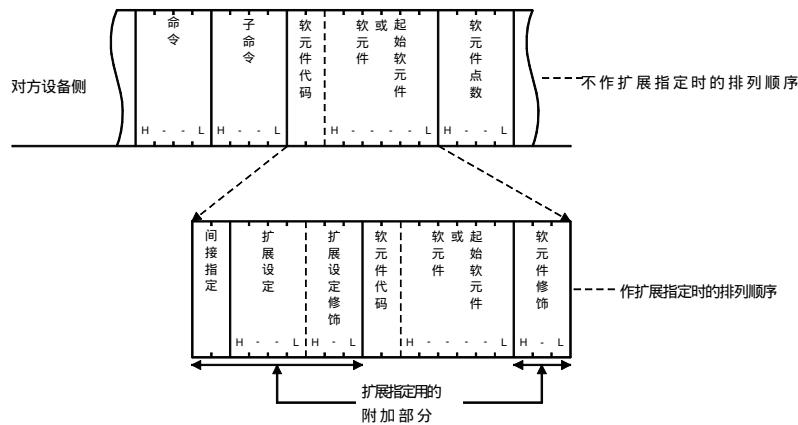 命令
子命令
软元件代码
软元件
或
起始软元件
软元件点数
对方设备侧
不作扩展指定时的排列顺序
H - - L
H - - L
H - - - - L
H - - L
间接指定
扩展设定
扩展设定修饰
软元件代码
软元件
或
起始软元件
软元件修饰
作扩展指定时的排列顺序
H - - L
H - L
H - - - - L
H - L
扩展指定用的
附加部分